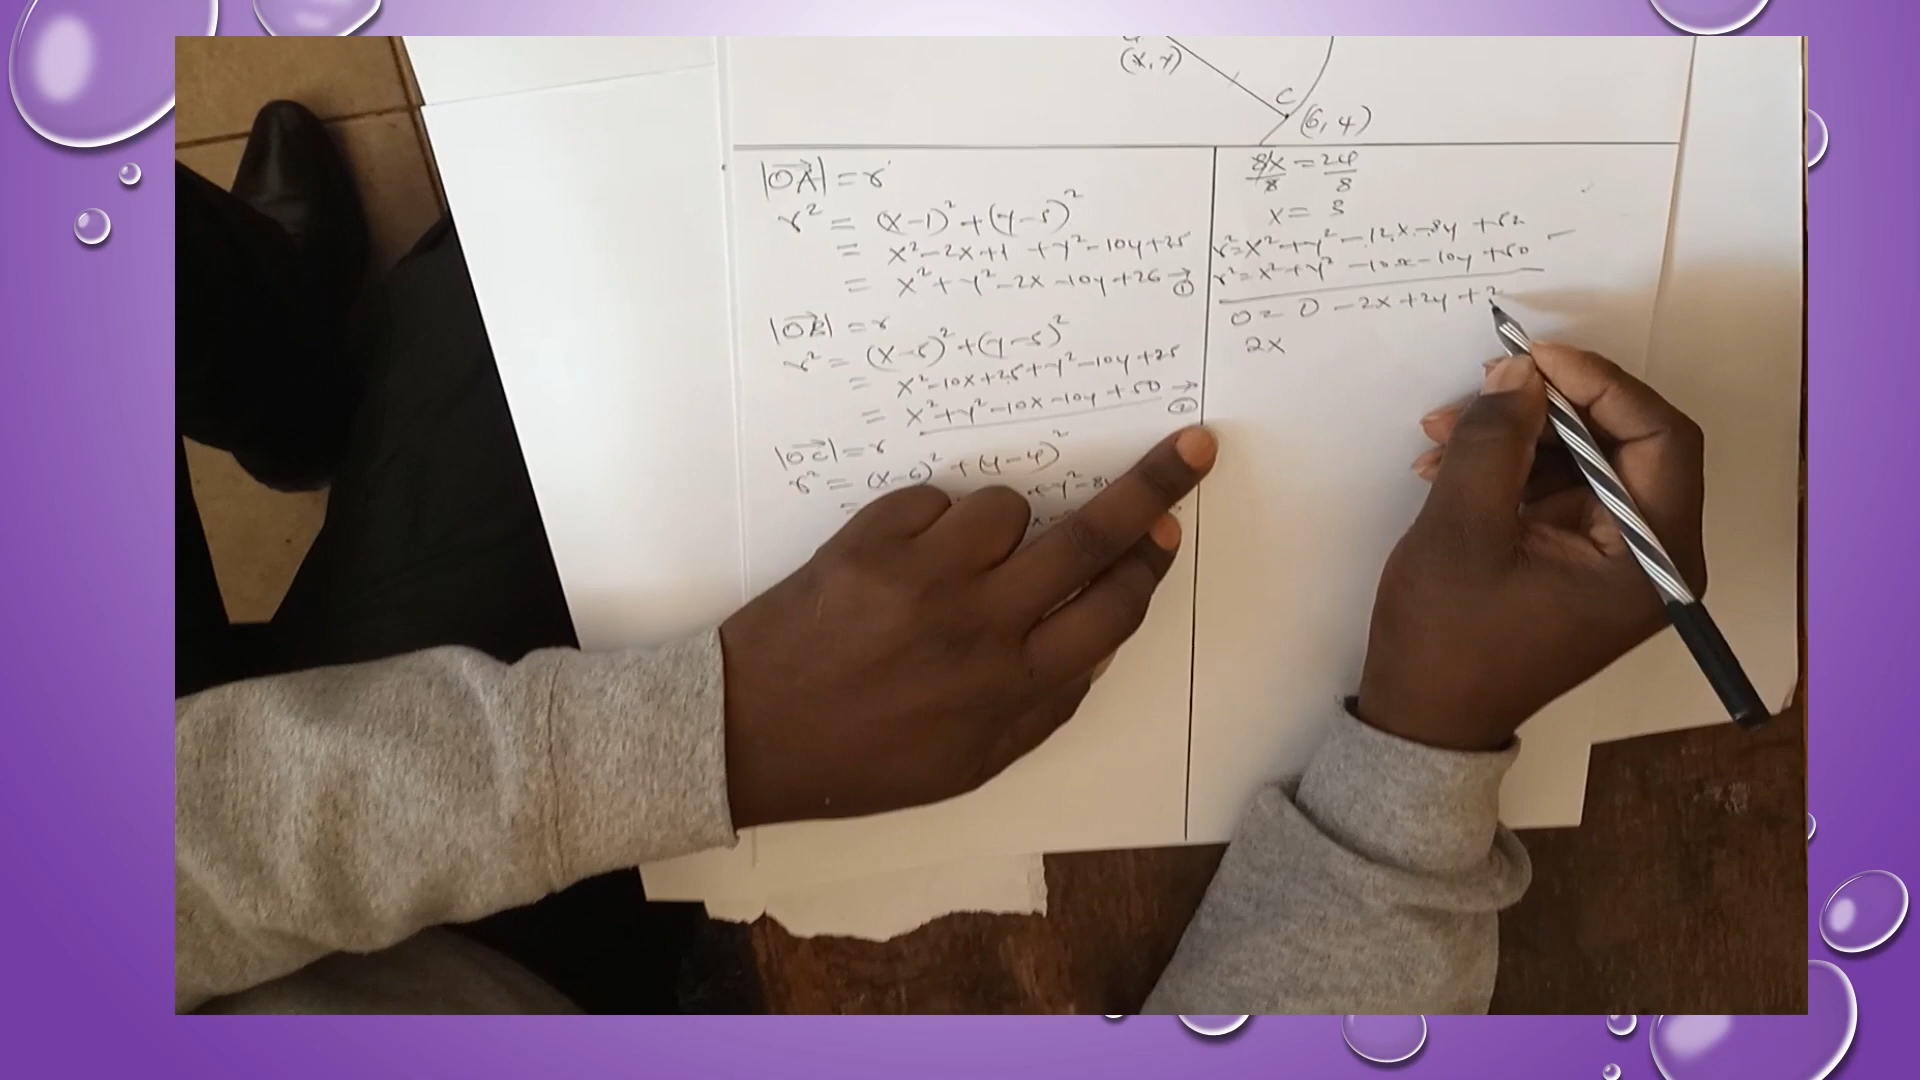 (x, y)
C
(6, 4)
|OA| = r
r² = (x-1)² + (y-5)²
= x²-2x+1 + y²-10y+25
= x² + y² - 2x - 10y + 26 → ①
|OB| = r
r² = (x-5)² + (y-5)²
= x²-10x+25+y²-10y+25
= x²+y²-10x-10y + 50 → ②
|OC| = r
r² = (x-6)² + (y-4)²
=
+y²-8y
8x/8 = 24/8
x = 3
r²=x²+y²-12x-8y +52
r²=x²+y² -10x-10y +50
0 = 0 -2x+2y+2
2x